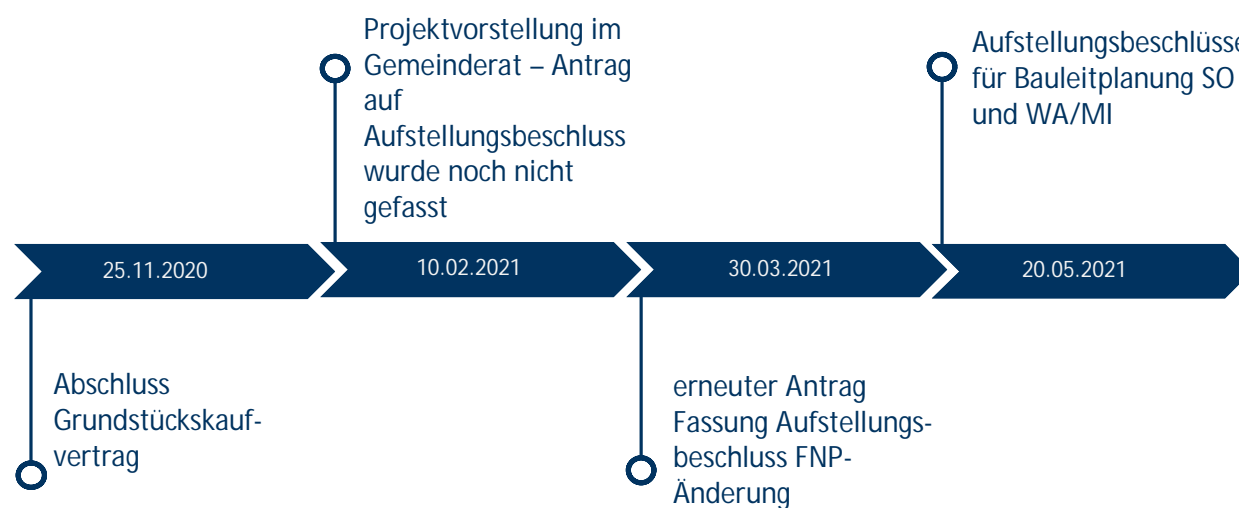 Projektvorstellung im
Gemeinderat – Antrag
auf
Aufstellungsbeschluss
wurde noch nicht
gefasst
Aufstellungsbeschlüsse
für Bauleitplanung SO
und WA/MI
25.11.2020
10.02.2021
30.03.2021
20.05.2021
Abschluss
Grundstückskauf-
vertrag
erneuter Antrag
Fassung Aufstellungs-
beschluss FNP-
Änderung